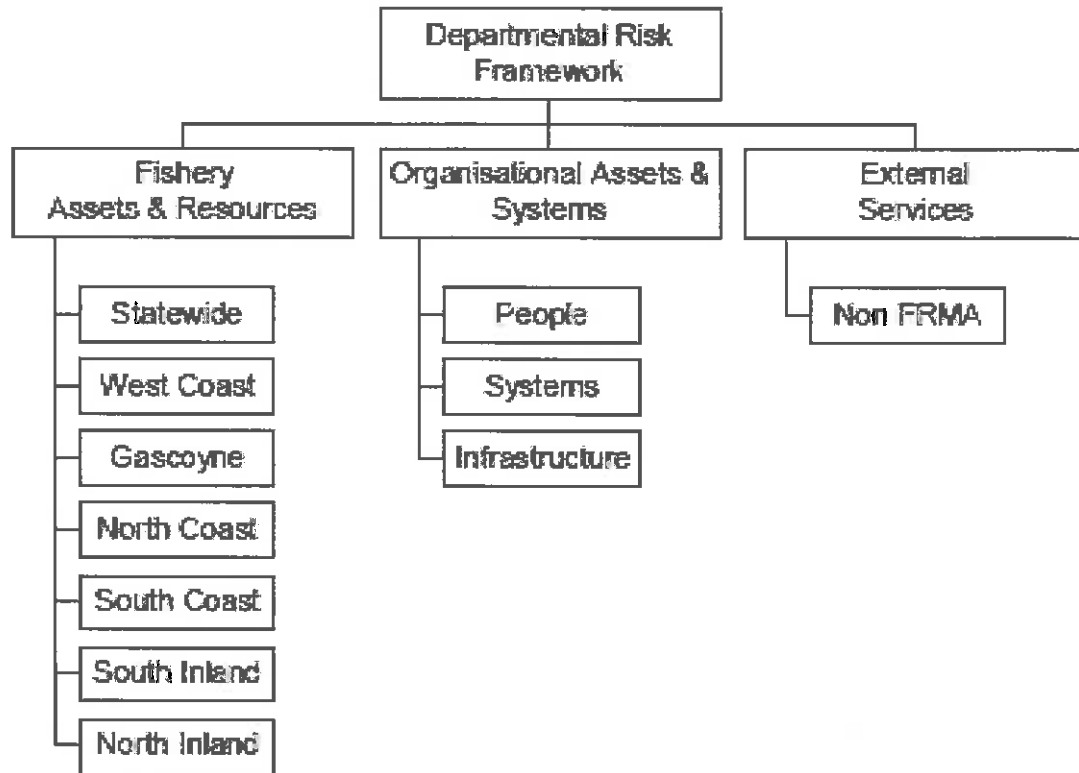 Departmental Risk
Framework
Fishery
Assets & Resources
Organisational Assets &
Systems
External
Services
Statewide
West Coast
Gascoyne
North Coast
South Coast
South Inland
North Inland
People
Systems
Infrastructure
Non FRMA